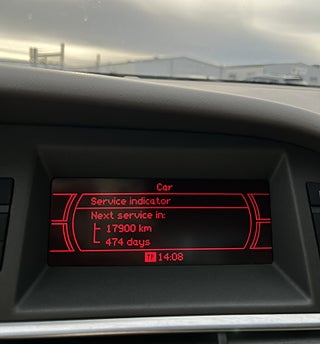 Car
Service indicator
Next service in:
17900 km
474 days
14:08